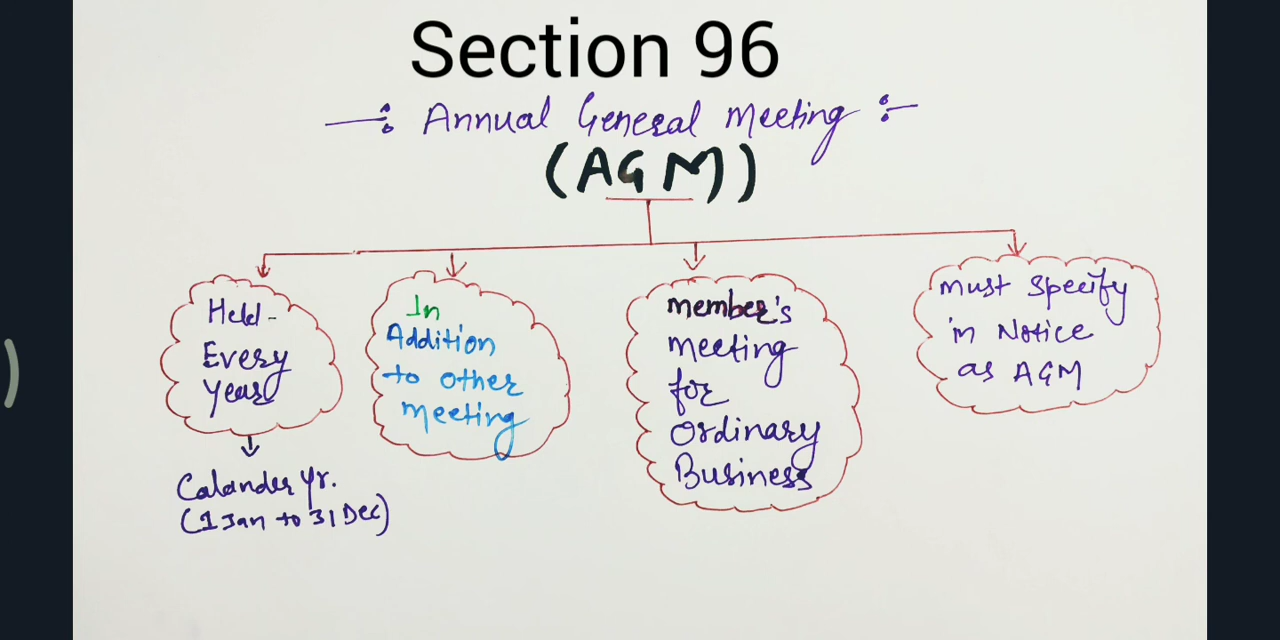 Section 96
Annual General Meeting
(AGM)
Held -
Every
Year
Calander Yr.
(1 Jan to 31 Dec)
In
Addition
to other
Meeting
Member's
Meeting
for
Ordinary
Business
Must Specify
in Notice
as AGM